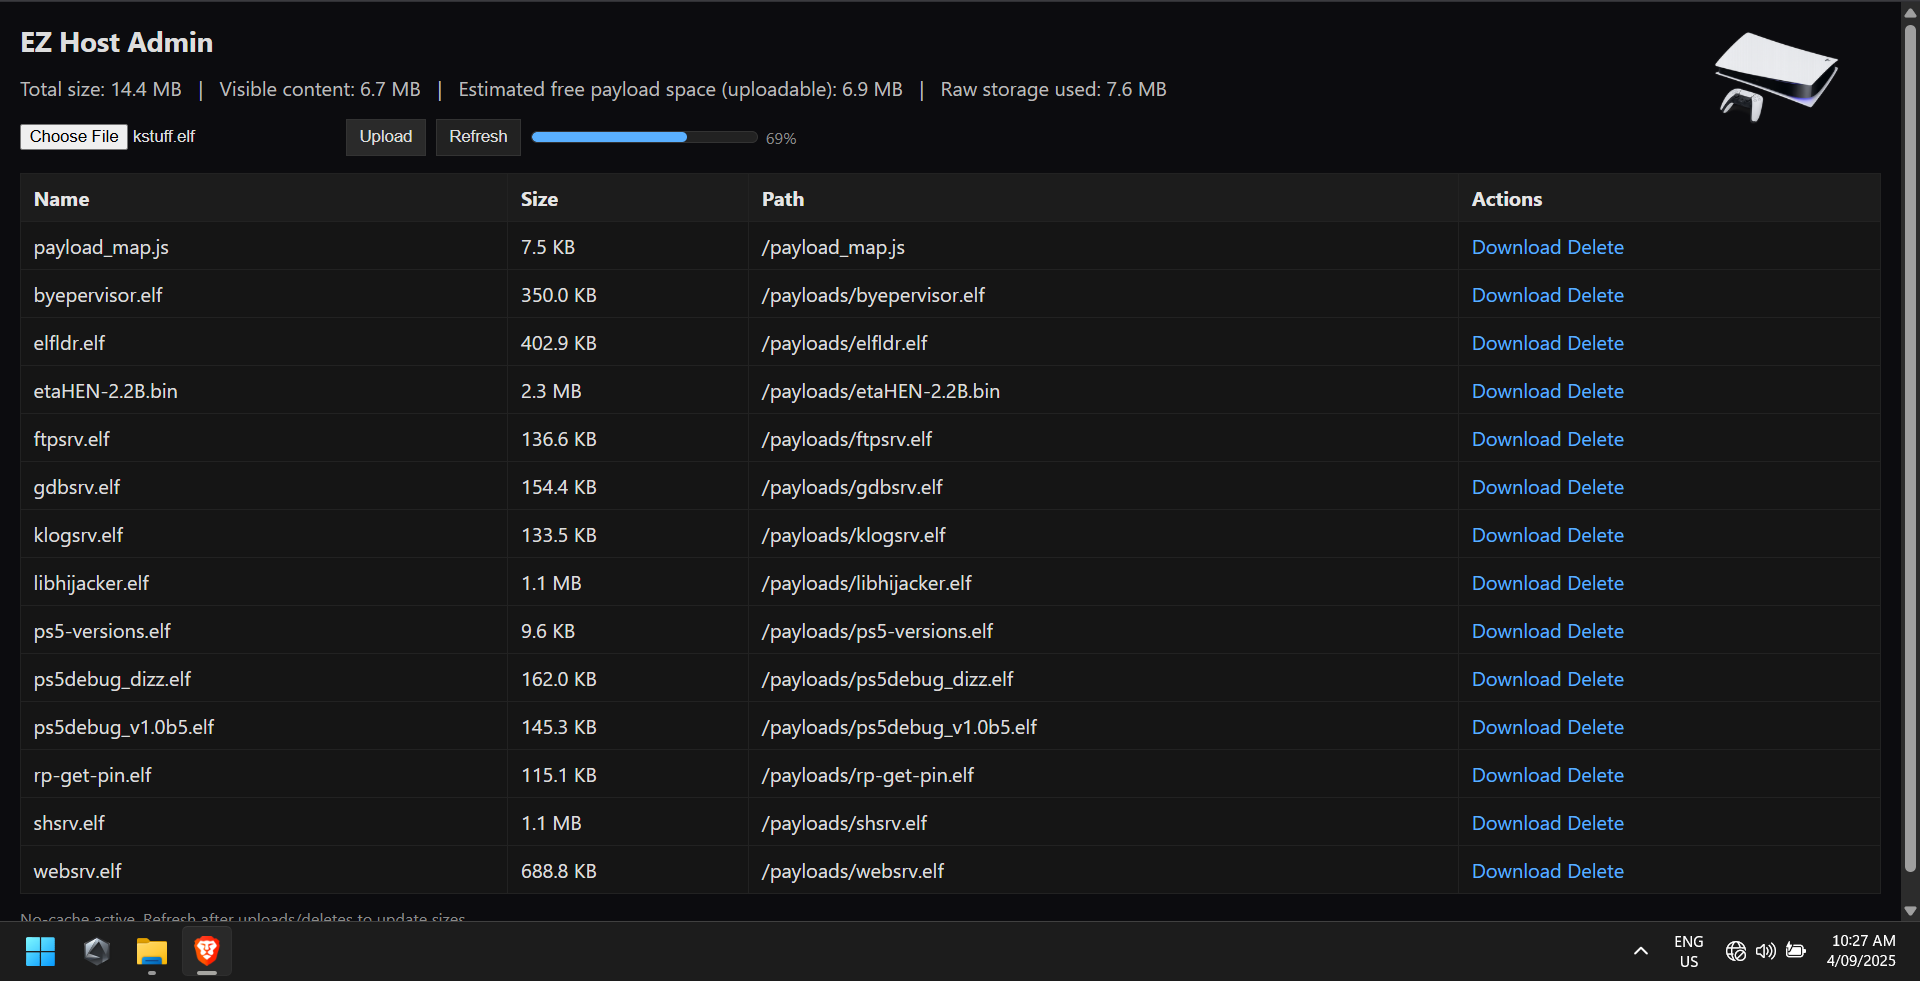 EZ Host Admin
Total size: 14.4 MB | Visible content: 6.7 MB | Estimated free payload space (uploadable): 6.9 MB | Raw storage used: 7.6 MB
Choose File kstuff.elf Upload Refresh 69%
Name Size Path Actions
payload_map.js 7.5 KB /payload_map.js Download Delete
byepervisor.elf 350.0 KB /payloads/byepervisor.elf Download Delete
elfldr.elf 402.9 KB /payloads/elfldr.elf Download Delete
etaHEN-2.2B.bin 2.3 MB /payloads/etaHEN-2.2B.bin Download Delete
ftpsrv.elf 136.6 KB /payloads/ftpsrv.elf Download Delete
gdbsrv.elf 154.4 KB /payloads/gdbsrv.elf Download Delete
klogsrv.elf 133.5 KB /payloads/klogsrv.elf Download Delete
libhijacker.elf 1.1 MB /payloads/libhijacker.elf Download Delete
ps5-versions.elf 9.6 KB /payloads/ps5-versions.elf Download Delete
ps5debug_dizz.elf 162.0 KB /payloads/ps5debug_dizz.elf Download Delete
ps5debug_v1.0b5.elf 145.3 KB /payloads/ps5debug_v1.0b5.elf Download Delete
rp-get-pin.elf 115.1 KB /payloads/rp-get-pin.elf Download Delete
shsrv.elf 1.1 MB /payloads/shsrv.elf Download Delete
websrv.elf 688.8 KB /payloads/websrv.elf Download Delete
No-cache active. Refresh after uploads/deletes to update sizes.
ENG 10:27 AM
US 4/09/2025